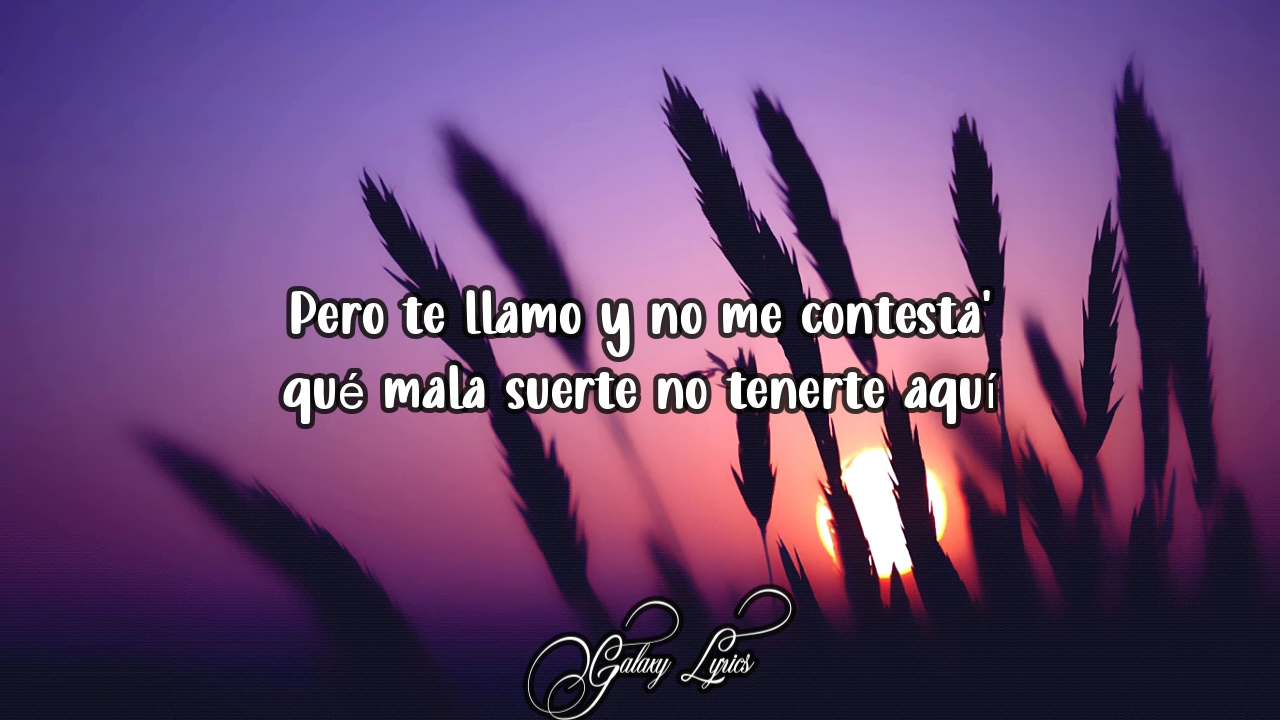 Pero te llamo y no me contesta'
qué mala suerte no tenerte aquí
Galaxy Lyrics